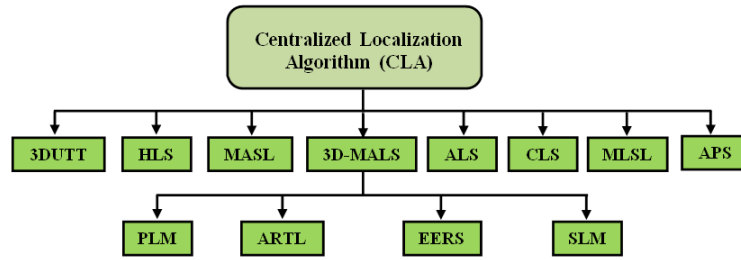 Centralized Localization
Algorithm (CLA)
3DUTT
HLS
MASL
3D-MALS
ALS
CLS
MLSL
APS
PLM
ARTL
EERS
SLM